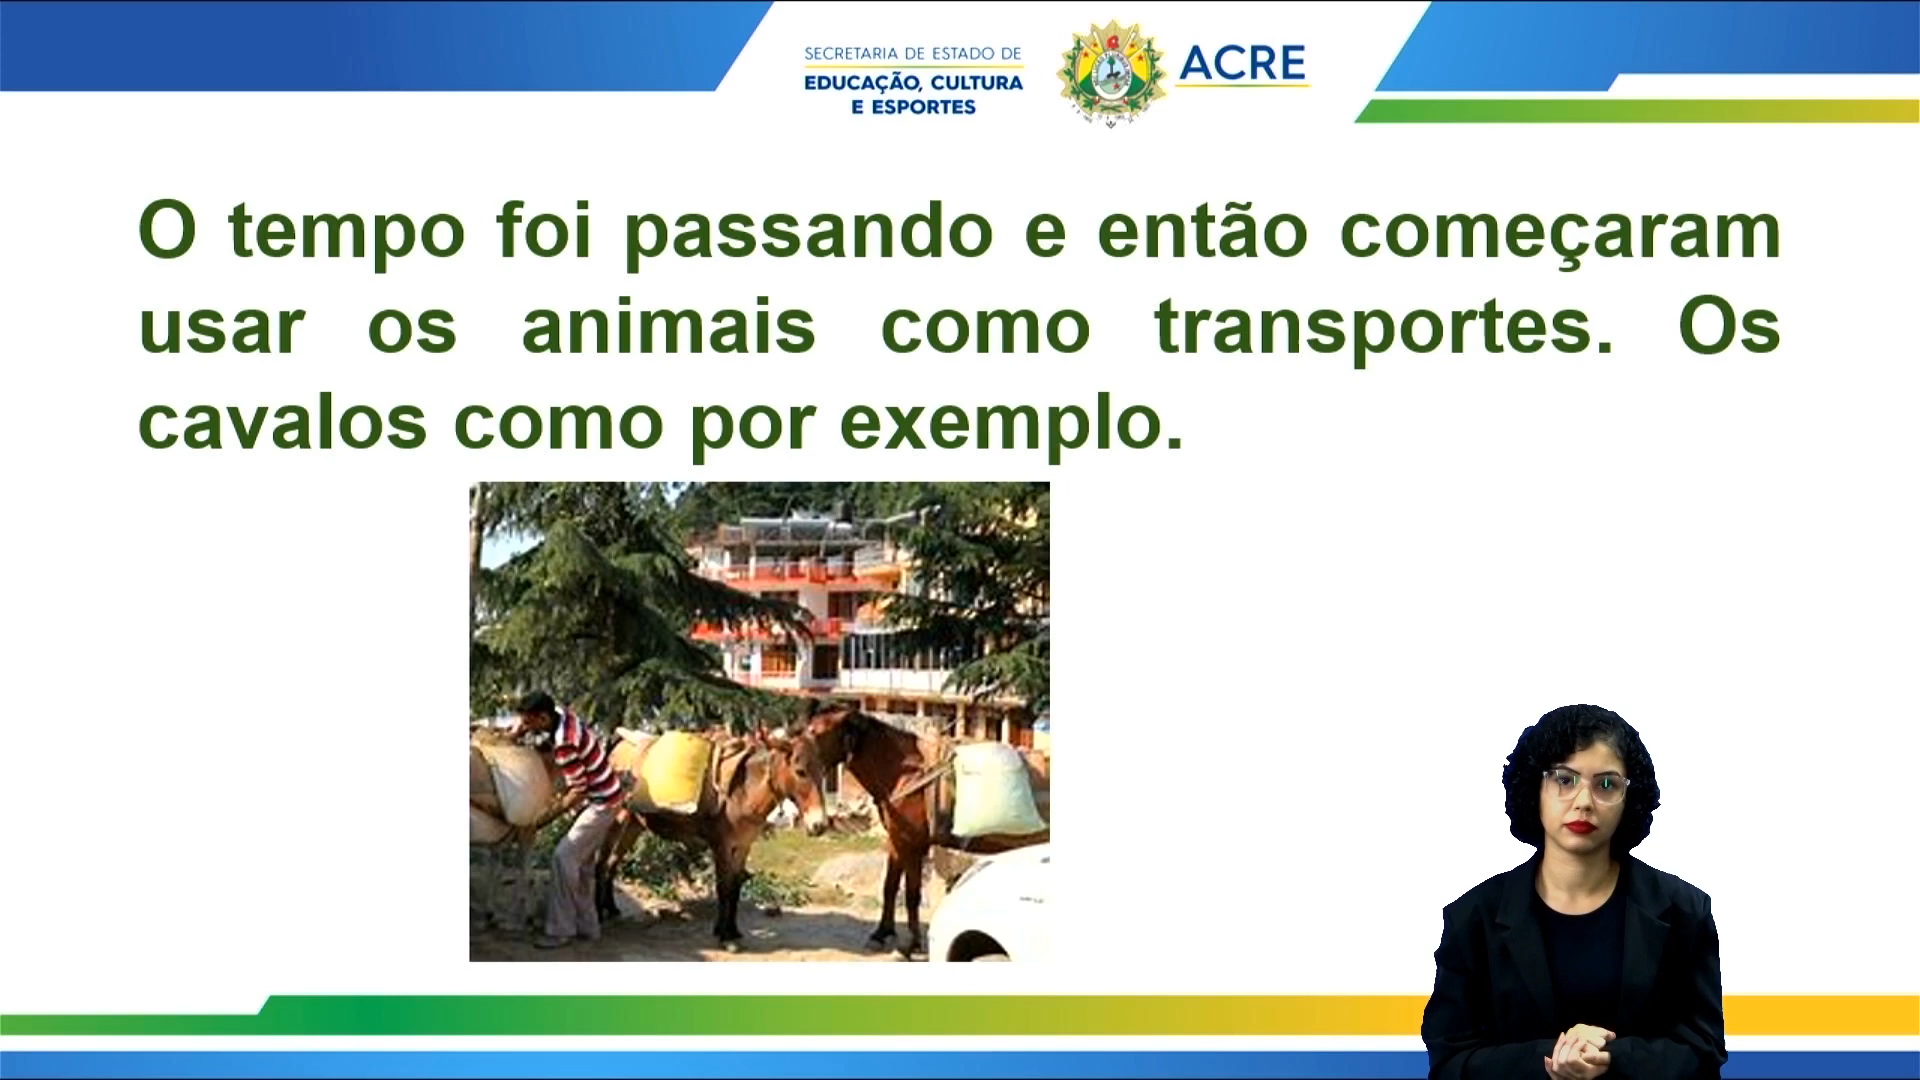 SECRETARIA DE ESTADO DE
EDUCAÇÃO, CULTURA
E ESPORTES
ACRE
O tempo foi passando e então começaram
usar os animais como transportes. Os
cavalos como por exemplo.